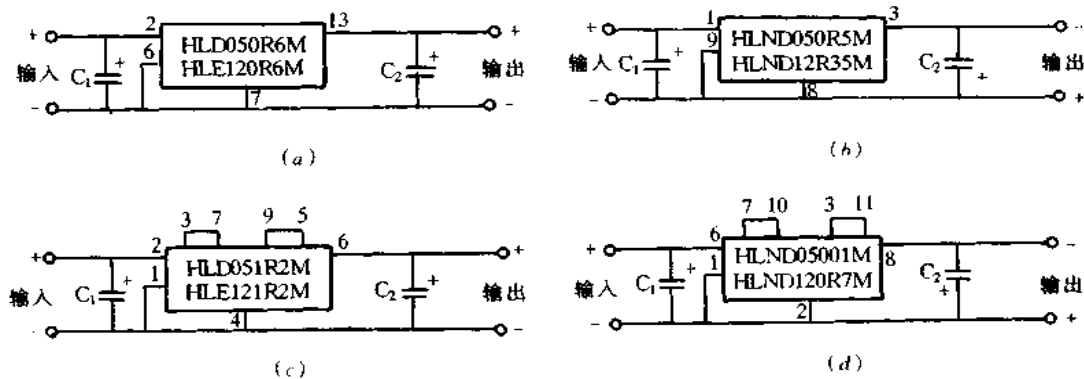 2
13
+
+
HLD050R6M
HLE120R6M
6
输入
C₁
+
C₂
+
输出
7
-
-
(a)
1
3
+
-
HLND050R5M
HLND12R35M
9
输入
C₁
+
C₂
+
输出
8
-
+
(b)
3
7
9
5
2
6
+
+
HLD051R2M
HLE121R2M
1
输入
C₁
+
C₂
+
输出
4
-
-
(c)
7
10
3
11
6
8
+
-
HLND05001M
HLND120R7M
1
输入
C₁
+
C₂
+
输出
2
-
+
(d)